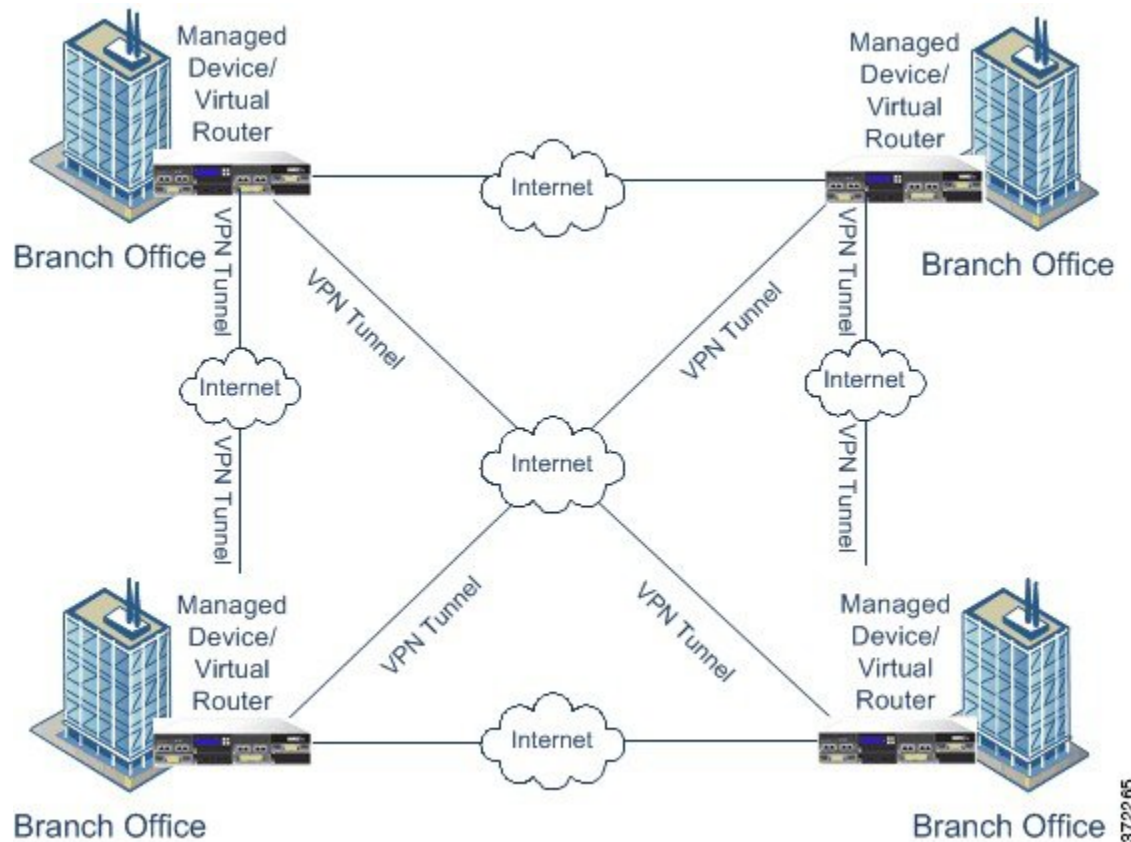 Managed
Device/
Virtual
Router
Managed
Device/
Virtual
Router
Internet
Branch Office
Branch Office
VPN Tunnel
VPN Tunnel
VPN Tunnel
VPN Tunnel
Internet
Internet
VPN Tunnel
VPN Tunnel
Internet
VPN Tunnel
VPN Tunnel
Managed
Device/
Virtual
Router
Managed
Device/
Virtual
Router
Internet
Branch Office
Branch Office
372265